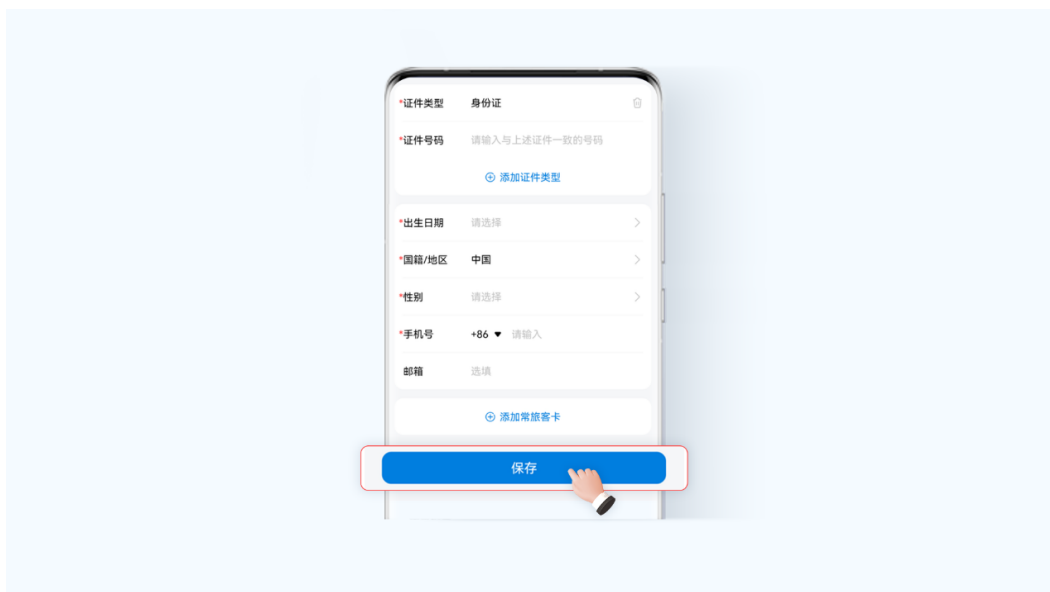 *证件类型 身份证
*证件号码 请输入与上述证件一致的号码
添加证件类型
*出生日期 请选择
*国籍/地区 中国
*性别 请选择
*手机号 +86 ▼ 请输入
邮箱 选填
添加常旅客卡
保存